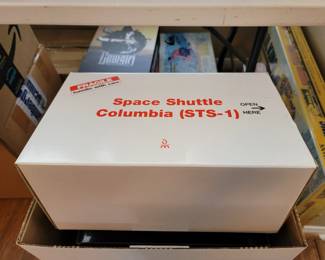 FRAGILE
Space Shuttle
Columbia (STS-1)
OPEN
HERE